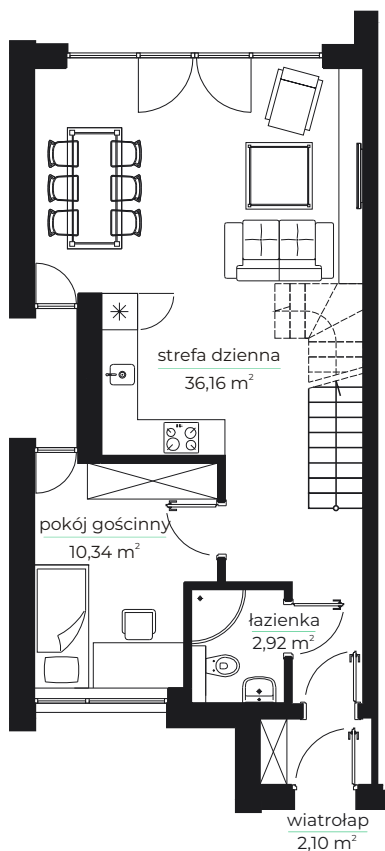 strefa dzienna
36,16 m²
pokój gościnny
10,34 m²
łazienka
2,92 m²
wiatrołap
2,10 m²